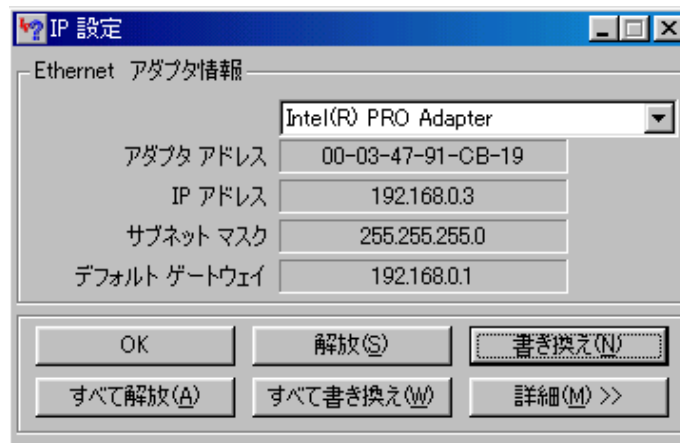 IP 設定
Ethernet アダプタ情報
Intel(R) PRO Adapter
アダプタ アドレス 00-03-47-91-CB-19
IP アドレス 192.168.0.3
サブネット マスク 255.255.255.0
デフォルト ゲートウェイ 192.168.0.1
OK 解放(S) 書き換え(N)
すべて解放(A) すべて書き換え(W) 詳細(M) >>